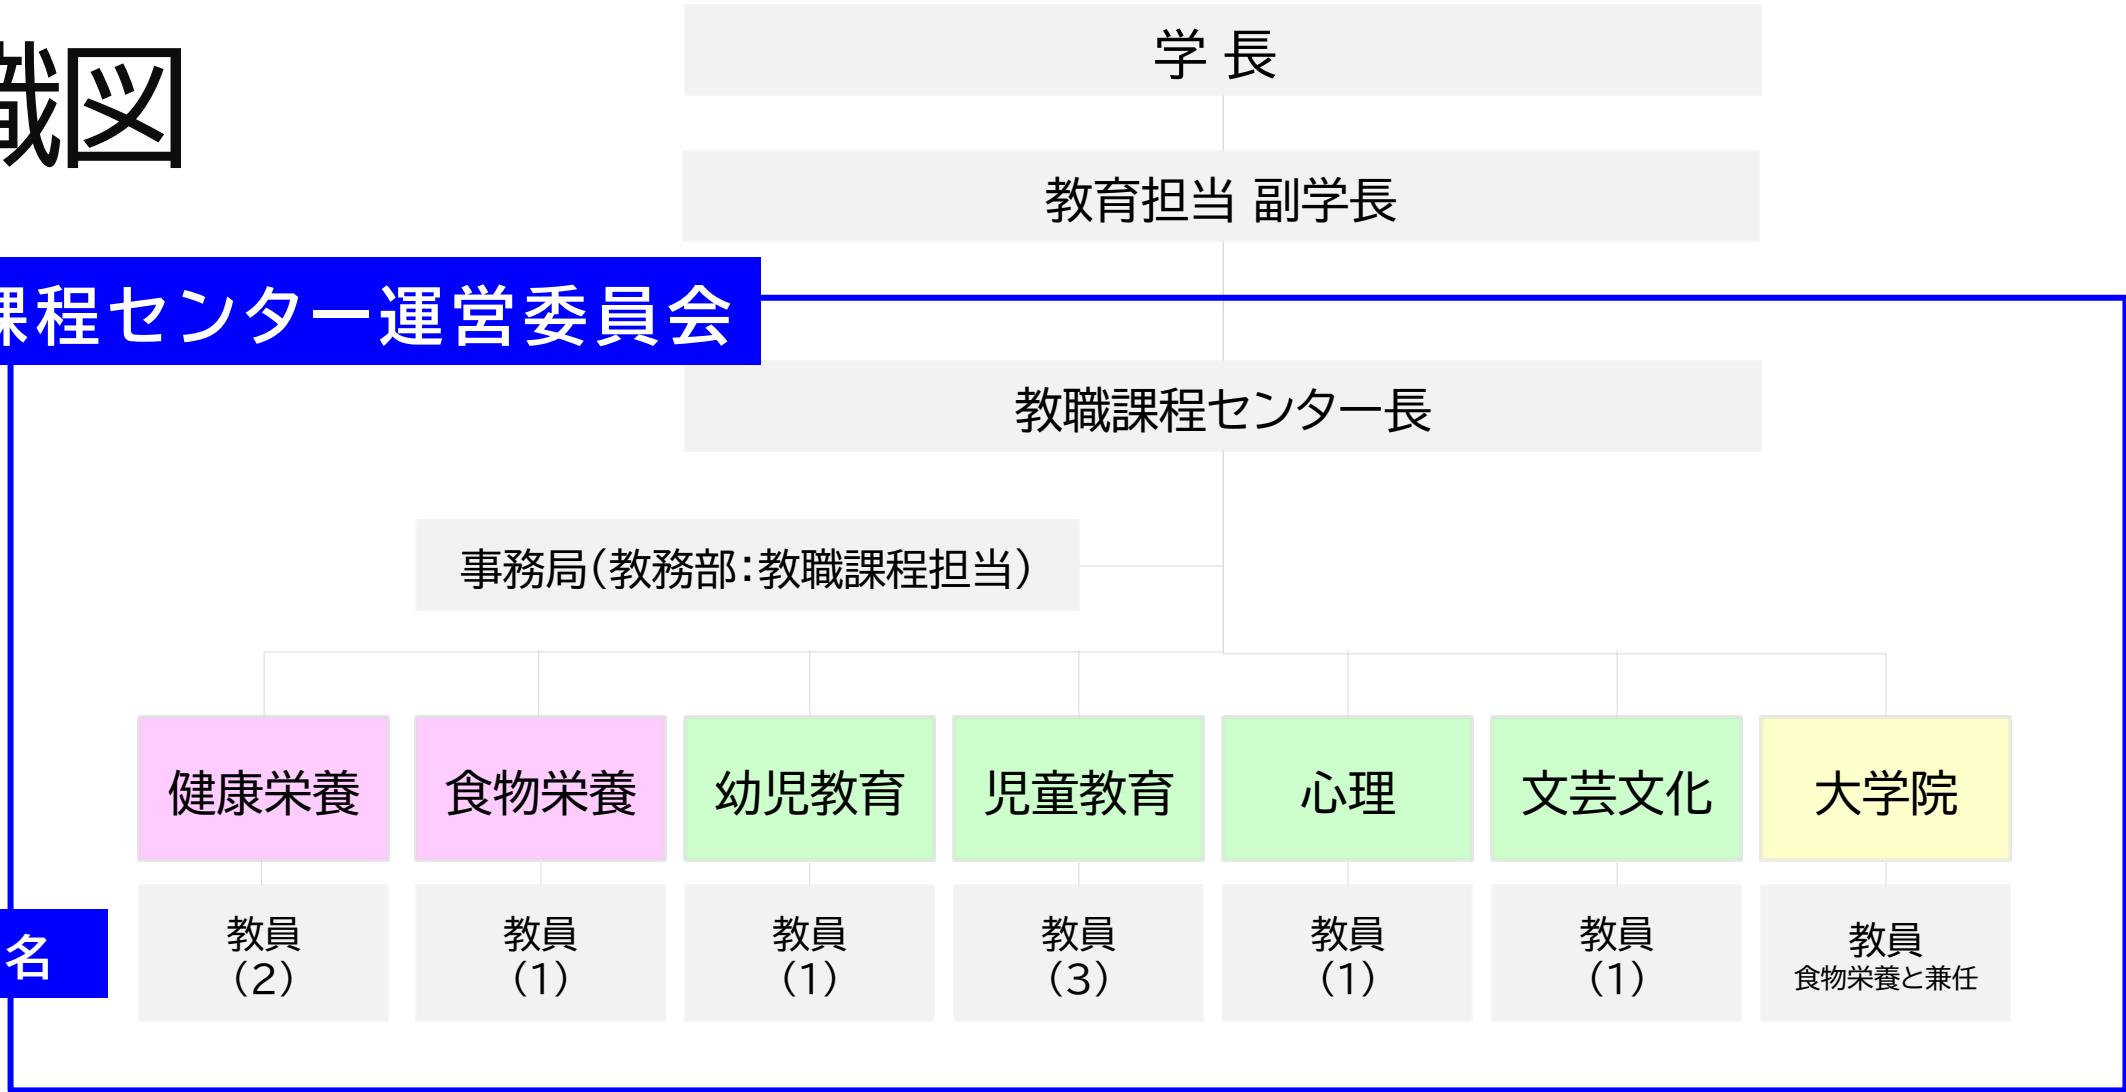 職図
学 長
教育担当 副学長
課程センター運営委員会
教職課程センター長
事務局（教務部：教職課程担当）
健康栄養
食物栄養
幼児教育
児童教育
心理
文芸文化
大学院
名
教員
（2）
教員
（1）
教員
（1）
教員
（3）
教員
（1）
教員
（1）
教員
食物栄養と兼任